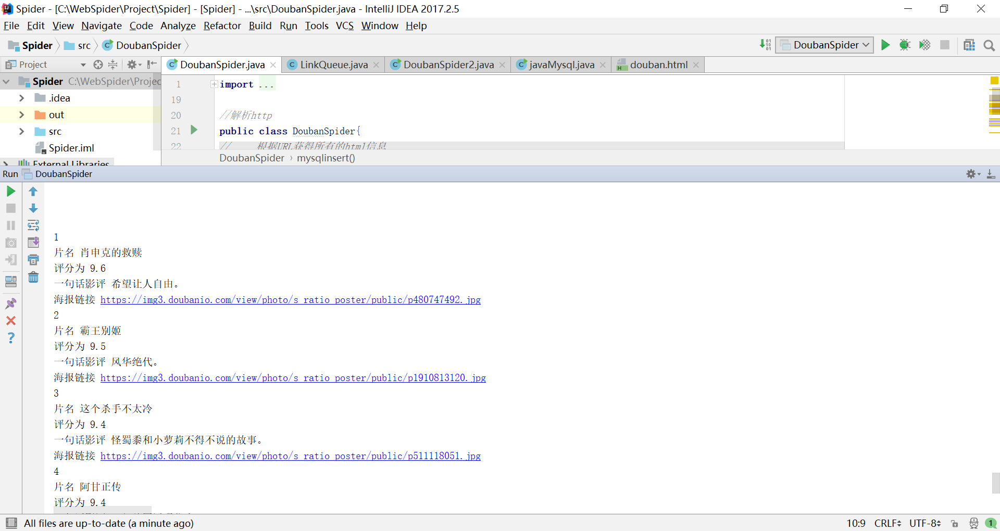 Spider - [C:\WebSpider\Project\Spider] - [Spider] - ...\src\DoubanSpider.java - IntelliJ IDEA 2017.2.5
File Edit View Navigate Code Analyze Refactor Build Run Tools VCS Window Help
Spider src DoubanSpider DoubanSpider
Project DoubanSpider.java LinkQueue.java DoubanSpider2.java javaMysql.java douban.html
Spider C:\WebSpider\Projec
.idea
out
src
Spider.iml
External Libraries
1 import ...
19
20 //解析http
21 public class DoubanSpider{
22 // 根据URL获得所有的html信息
DoubanSpider › mysqlinsert()
Run DoubanSpider
1
片名 肖申克的救赎
评分为 9.6
一句话影评 希望让人自由。
海报链接 https://img3.doubanio.com/view/photo/s_ratio_poster/public/p480747492.jpg
2
片名 霸王别姬
评分为 9.5
一句话影评 风华绝代。
海报链接 https://img3.doubanio.com/view/photo/s_ratio_poster/public/p1910813120.jpg
3
片名 这个杀手不太冷
评分为 9.4
一句话影评 怪蜀黍和小萝莉不得不说的故事。
海报链接 https://img3.doubanio.com/view/photo/s_ratio_poster/public/p511118051.jpg
4
片名 阿甘正传
评分为 9.4
All files are up-to-date (a minute ago) 10:9 CRLF UTF-8 1